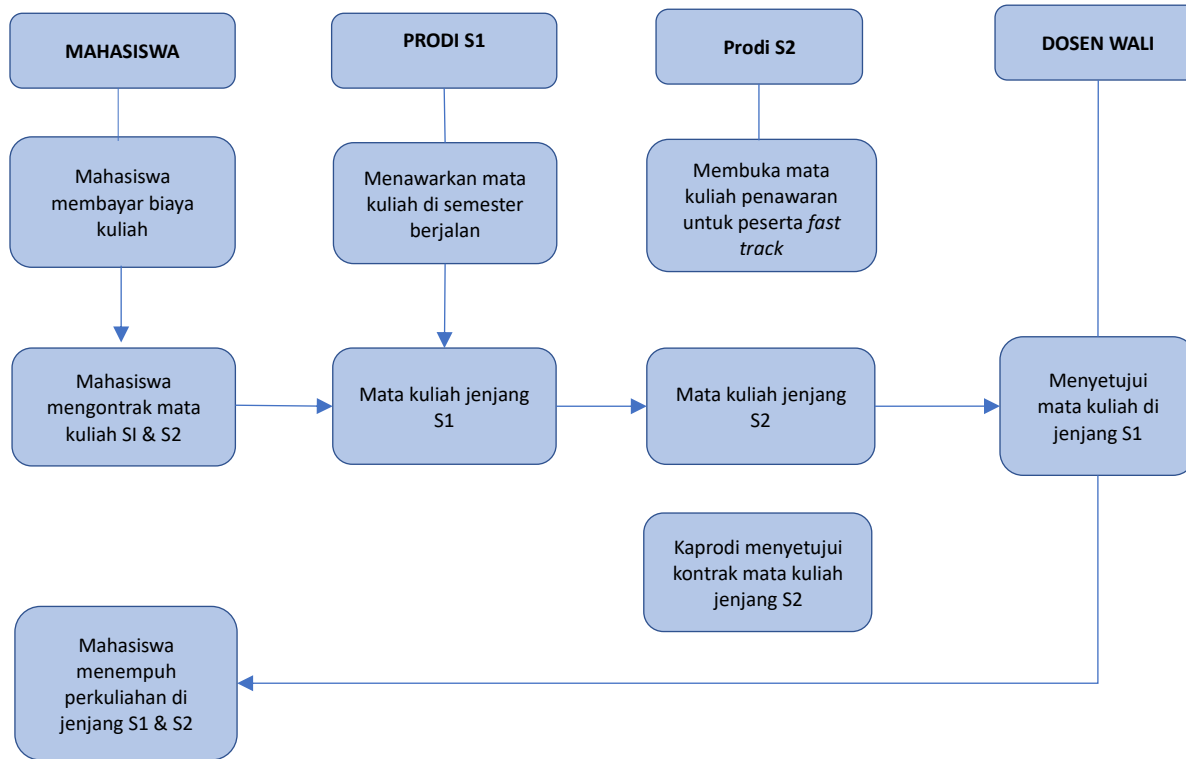 MAHASISWA
PRODI S1
Prodi S2
DOSEN WALI
Mahasiswa
membayar biaya
kuliah
Menawarkan mata
kuliah di semester
berjalan
Membuka mata
kuliah penawaran
untuk peserta fast
track
Mahasiswa
mengontrak mata
kuliah SI & S2
Mata kuliah jenjang
S1
Mata kuliah jenjang
S2
Menyetujui
mata kuliah di
jenjang S1
Kaprodi menyetujui
kontrak mata kuliah
jenjang S2
Mahasiswa
menempuh
perkuliahan di
jenjang S1 & S2